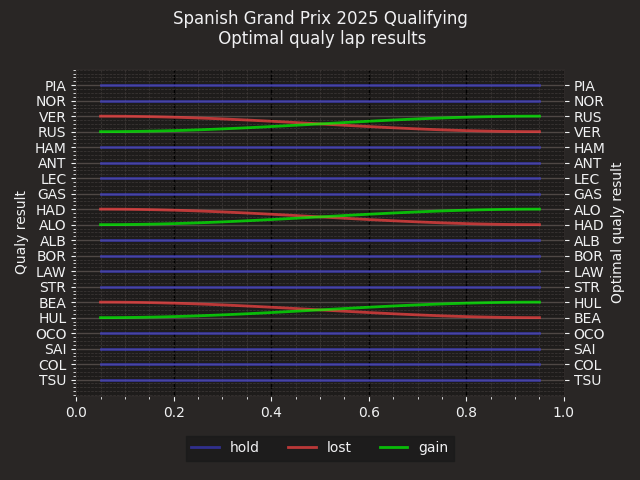 Spanish Grand Prix 2025 Qualifying
Optimal qualy lap results
Qualy result
PIA
NOR
VER
RUS
HAM
ANT
LEC
GAS
HAD
ALO
ALB
BOR
LAW
STR
BEA
HUL
OCO
SAI
COL
TSU
PIA
NOR
RUS
VER
HAM
ANT
LEC
GAS
ALO
HAD
ALB
BOR
LAW
STR
HUL
BEA
OCO
SAI
COL
TSU
Optimal qualy result
0.0 0.2 0.4 0.6 0.8 1.0
hold lost gain